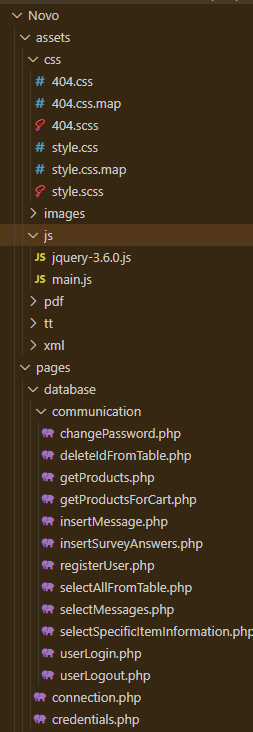 Novo
assets
css
# 404.css
# 404.css.map
404.scss
# style.css
# style.css.map
style.scss
images
js
JS jquery-3.6.0.js
JS main.js
pdf
tt
xml
pages
database
communication
changePassword.php
deleteIdFromTable.php
getProducts.php
getProductsForCart.php
insertMessage.php
insertSurveyAnswers.php
registerUser.php
selectAllFromTable.php
selectMessages.php
selectSpecificItemInformation.php
userLogin.php
userLogout.php
connection.php
credentials.php